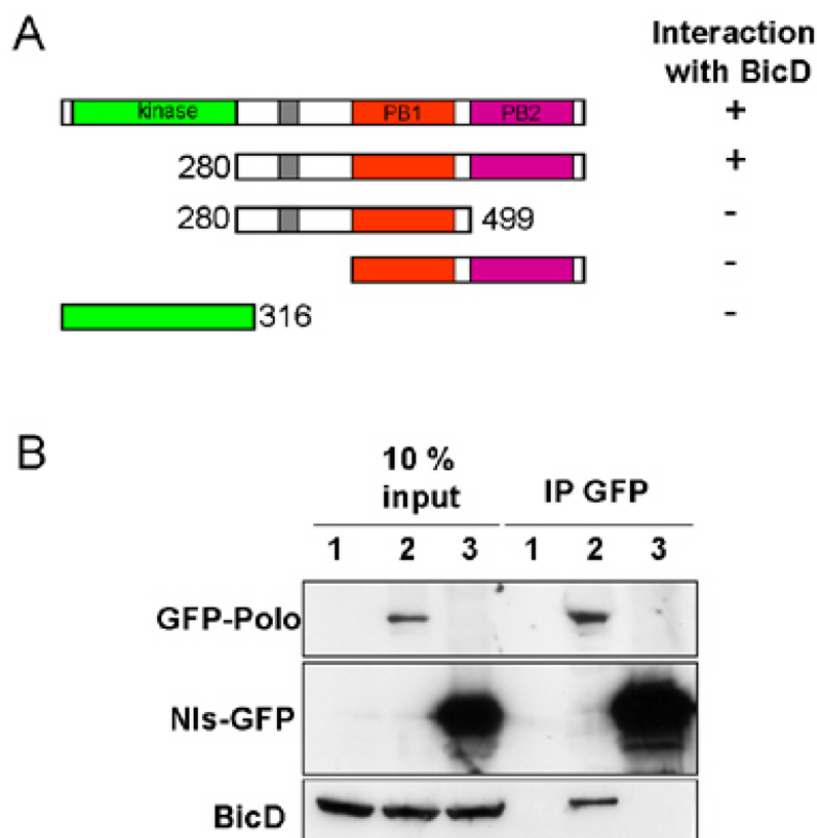 A
Interaction
with BicD
kinase PB1 PB2 +
280 +
280 499 -
-
316 -
B
10 %
input
IP GFP
1 2 3 1 2 3
GFP-Polo
Nls-GFP
BicD